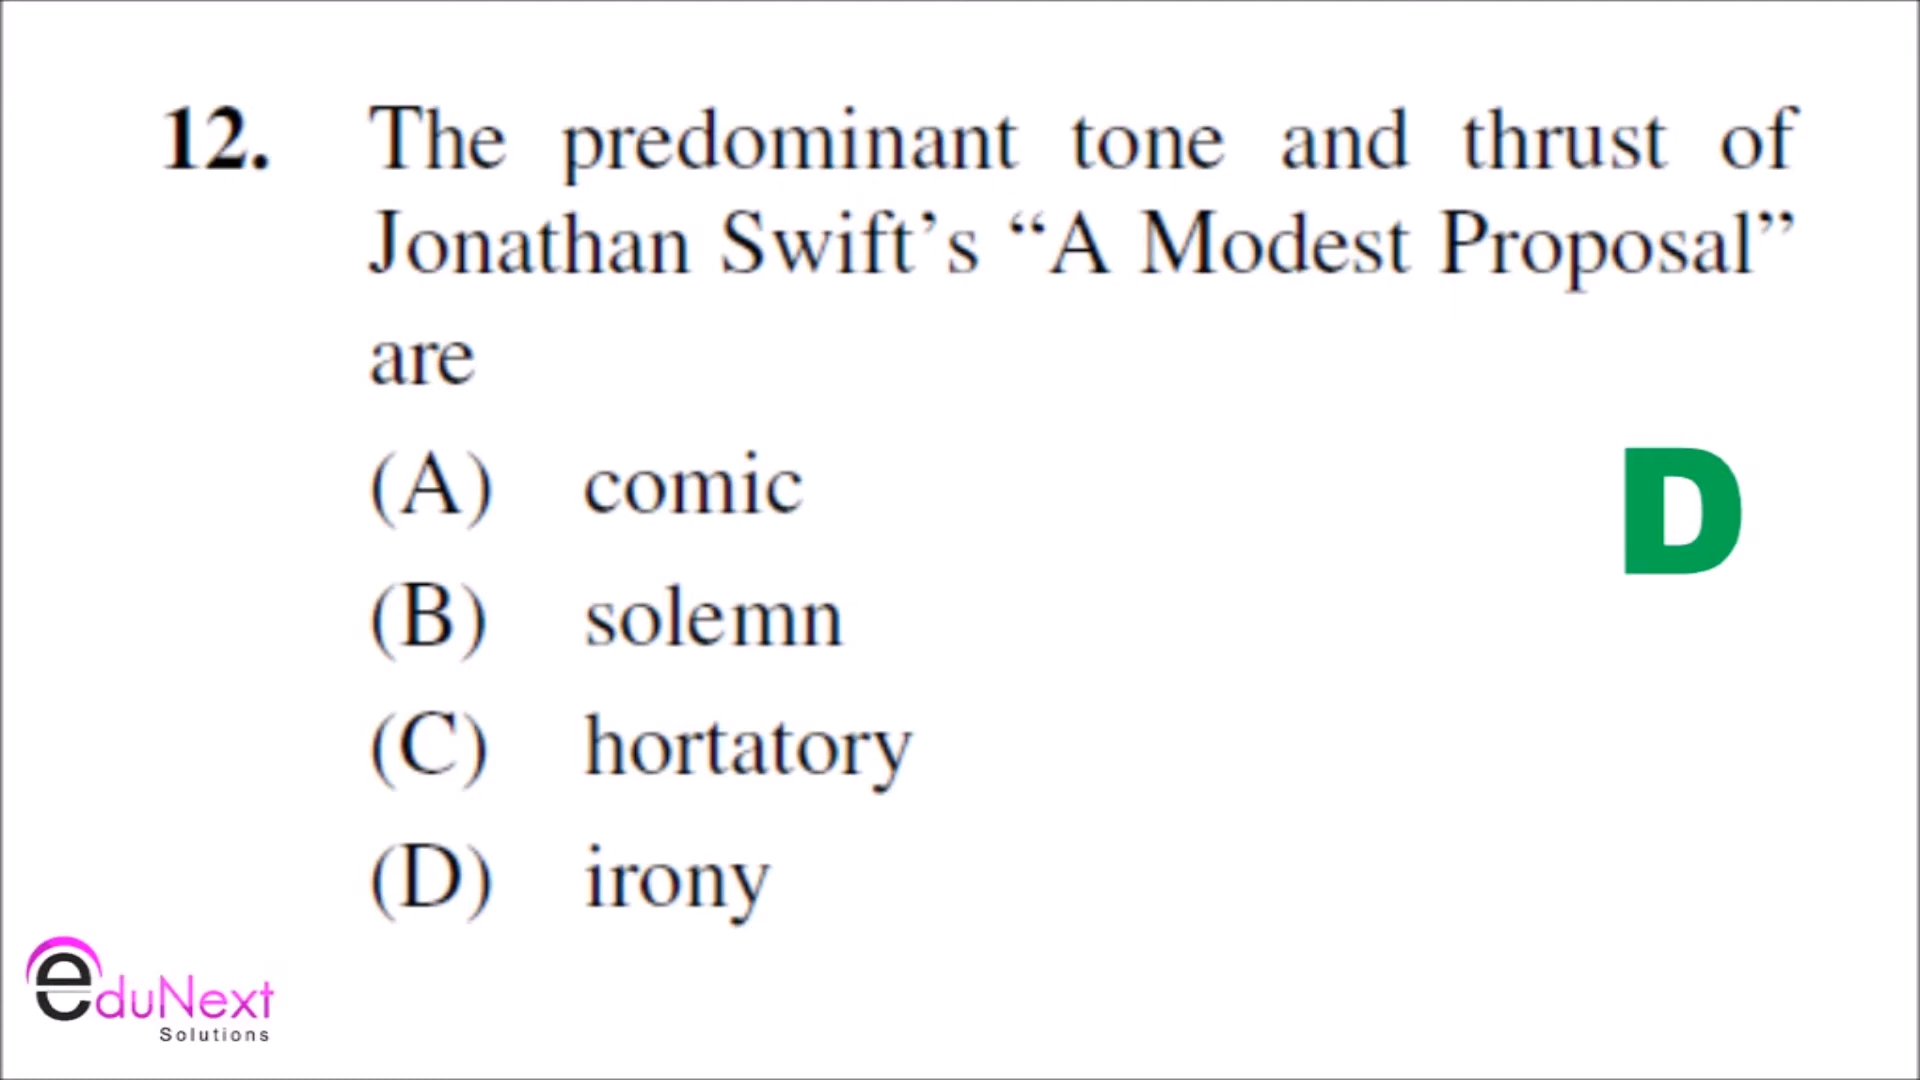 12. The predominant tone and thrust of
Jonathan Swift’s “A Modest Proposal”
are
(A) comic
D
(B) solemn
(C) hortatory
(D) irony
eduNext
Solutions